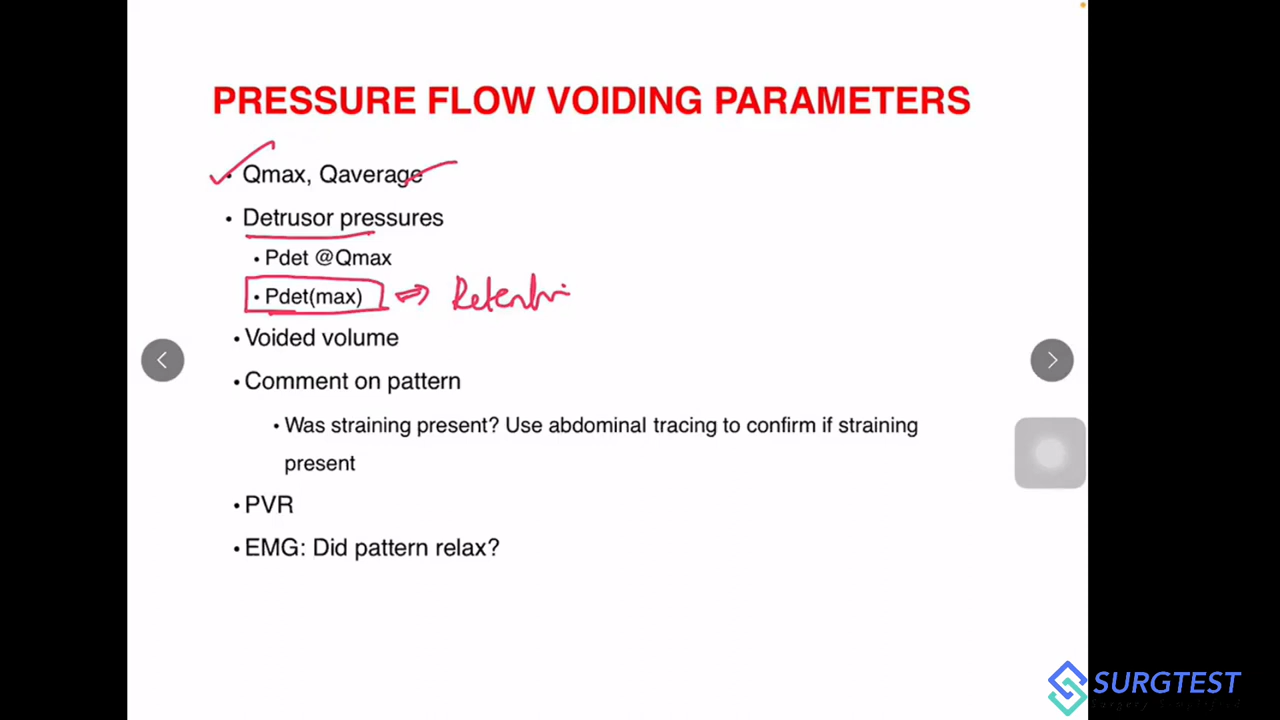 PRESSURE FLOW VOIDING PARAMETERS
• Qmax, Qaverage
• Detrusor pressures
• Pdet @Qmax
• Pdet(max) ⇒
• Voided volume
• Comment on pattern
• Was straining present? Use abdominal tracing to confirm if straining
present
• PVR
• EMG: Did pattern relax?
SURGTEST